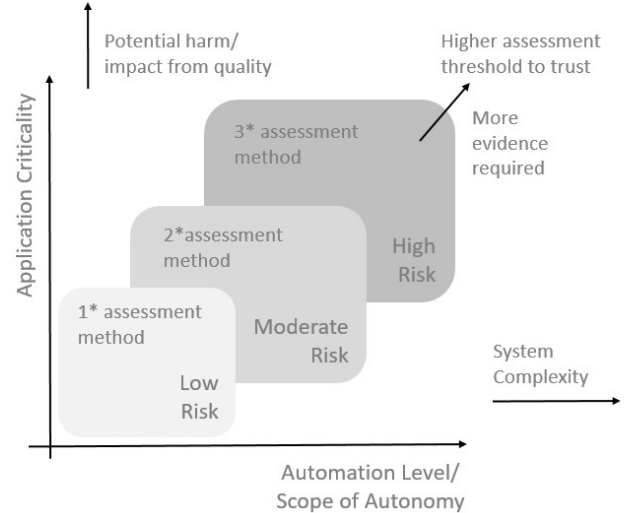 Potential harm/
impact from quality
Higher assessment
threshold to trust
More
evidence
required
3* assessment
method
High
Risk
2*assessment
method
Moderate
Risk
1* assessment
method
Low
Risk
Application Criticality
System
Complexity
Automation Level/
Scope of Autonomy